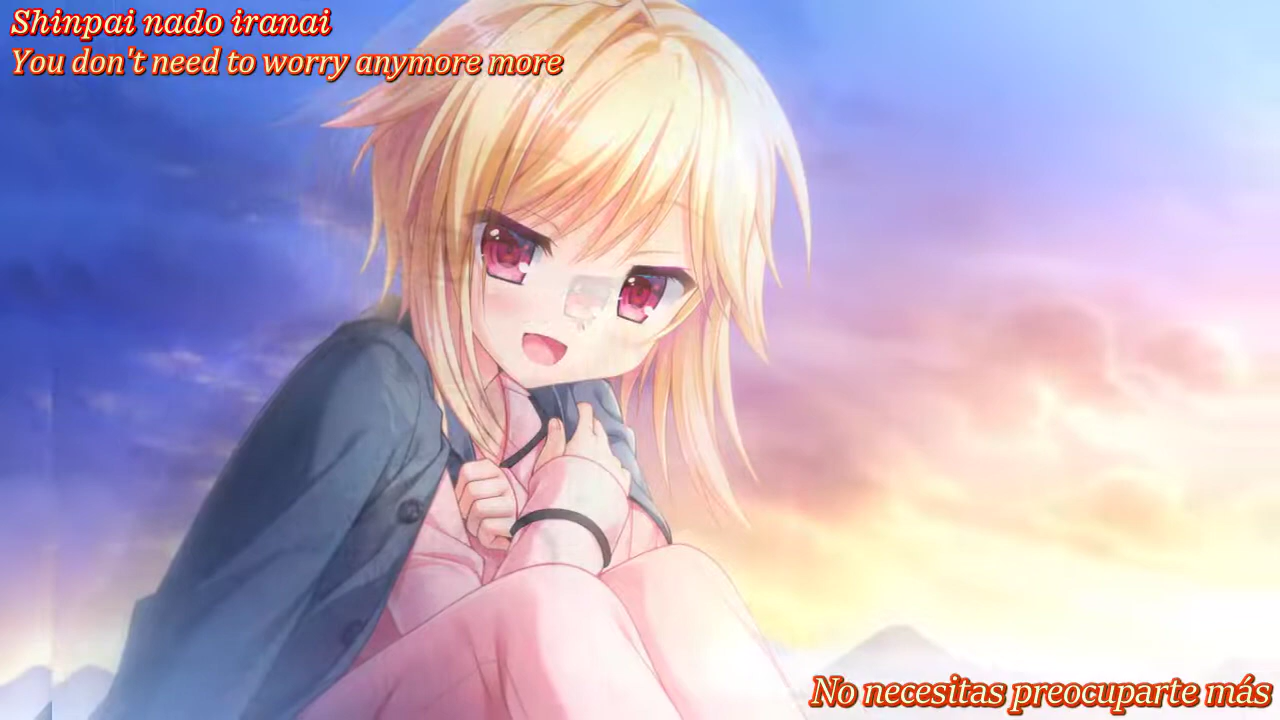 Shinpai nado iranai
You don't need to worry anymore more
No necesitas preocuparte más